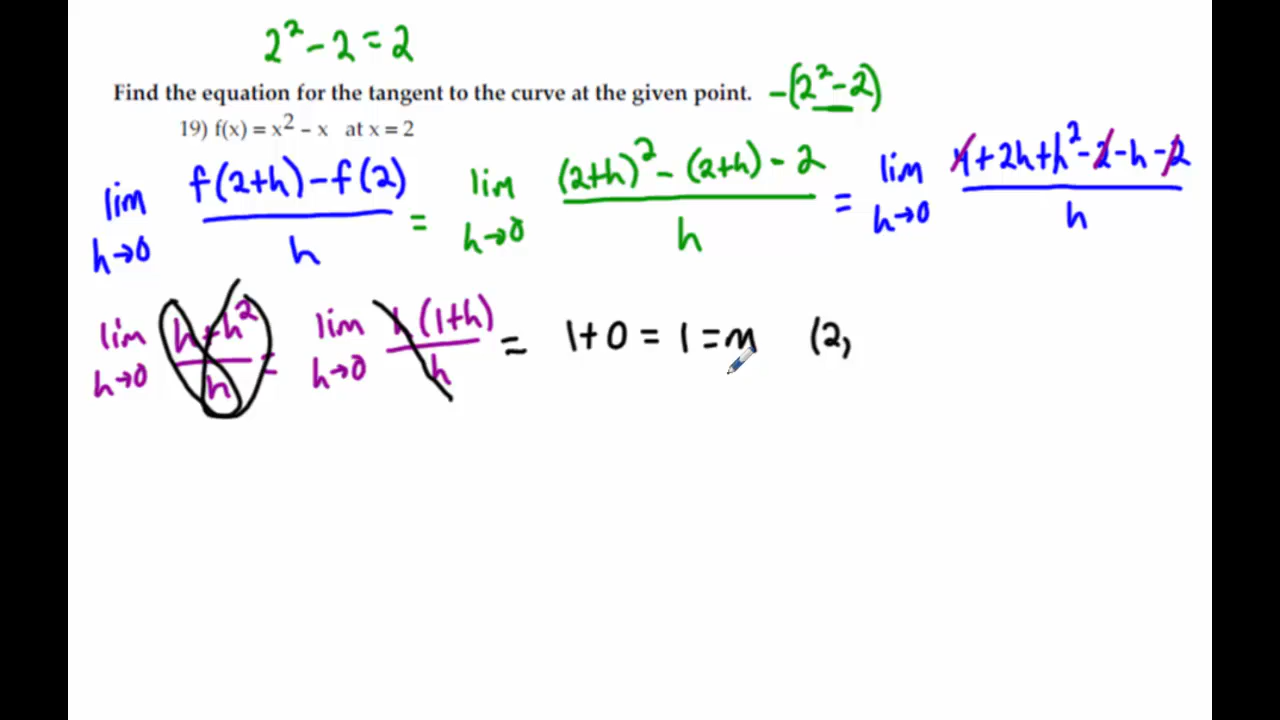 2² - 2 = 2
Find the equation for the tangent to the curve at the given point. -(2² - 2)
19) f(x) = x² - x at x = 2
lim h→0 f(2+h) - f(2) / h = lim h→0 (2+h)² - (2+h) - 2 / h = lim h→0 4 + 2h + h² - 2 - h - 2 / h
lim h→0 h + h² / h = lim h→0 h(1+h) / h = 1 + 0 = 1 = m (2,